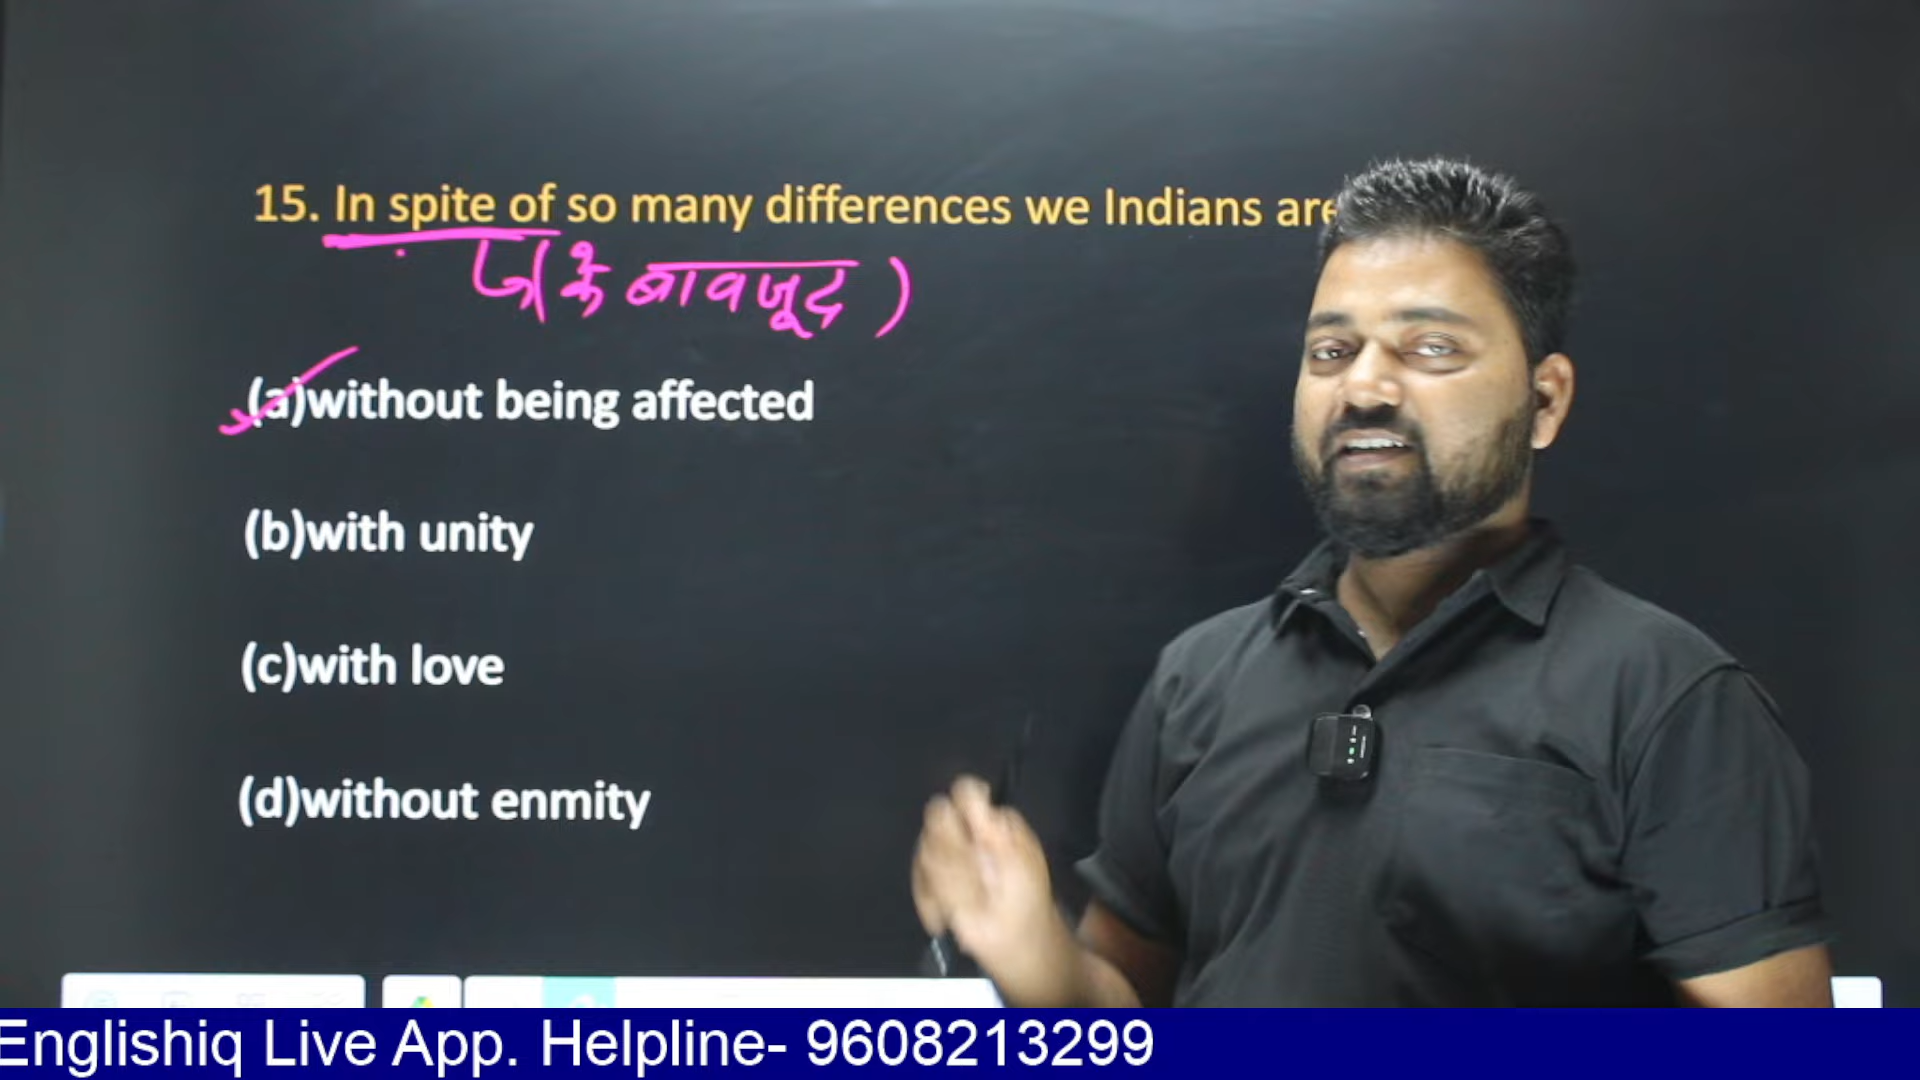 15. In spite of so many differences we Indians are
(के बावजूद)
(a)without being affected
(b)with unity
(c)with love
(d)without enmity
Englishiq Live App. Helpline- 9608213299